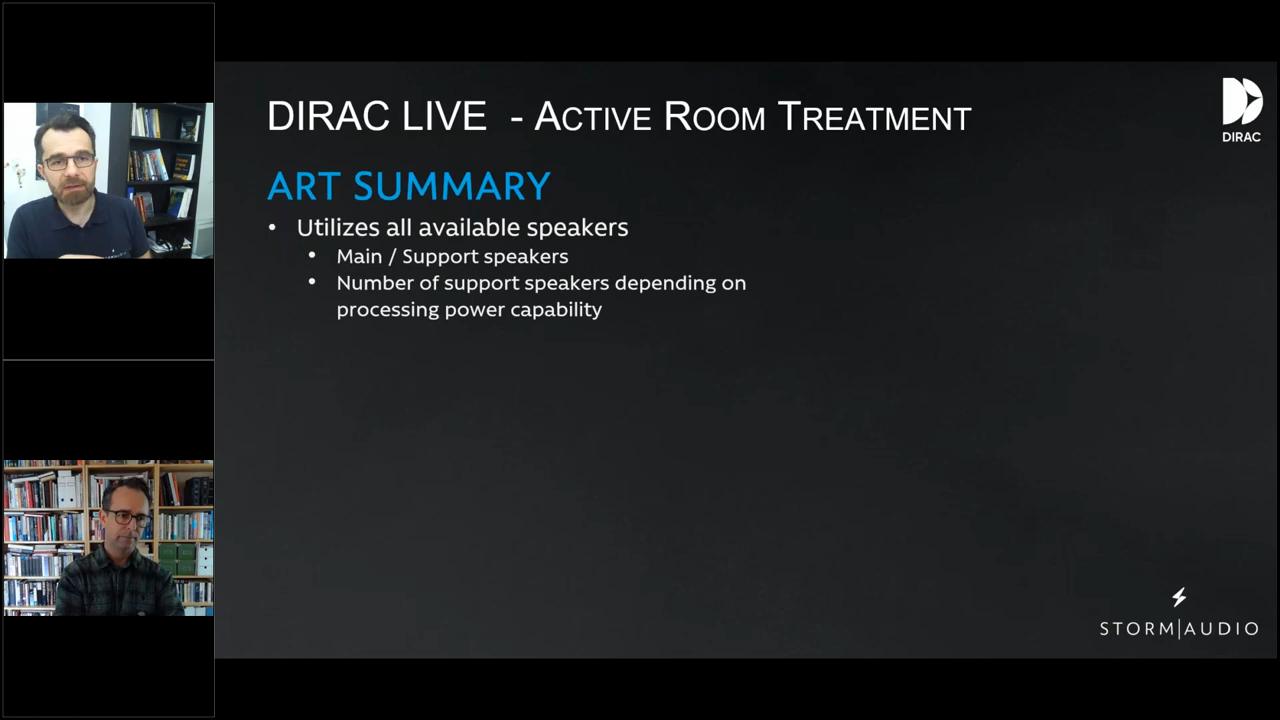 DIRAC LIVE - ACTIVE ROOM TREATMENT
DIRAC
ART SUMMARY
• Utilizes all available speakers
• Main / Support speakers
• Number of support speakers depending on
processing power capability
STORM|AUDIO